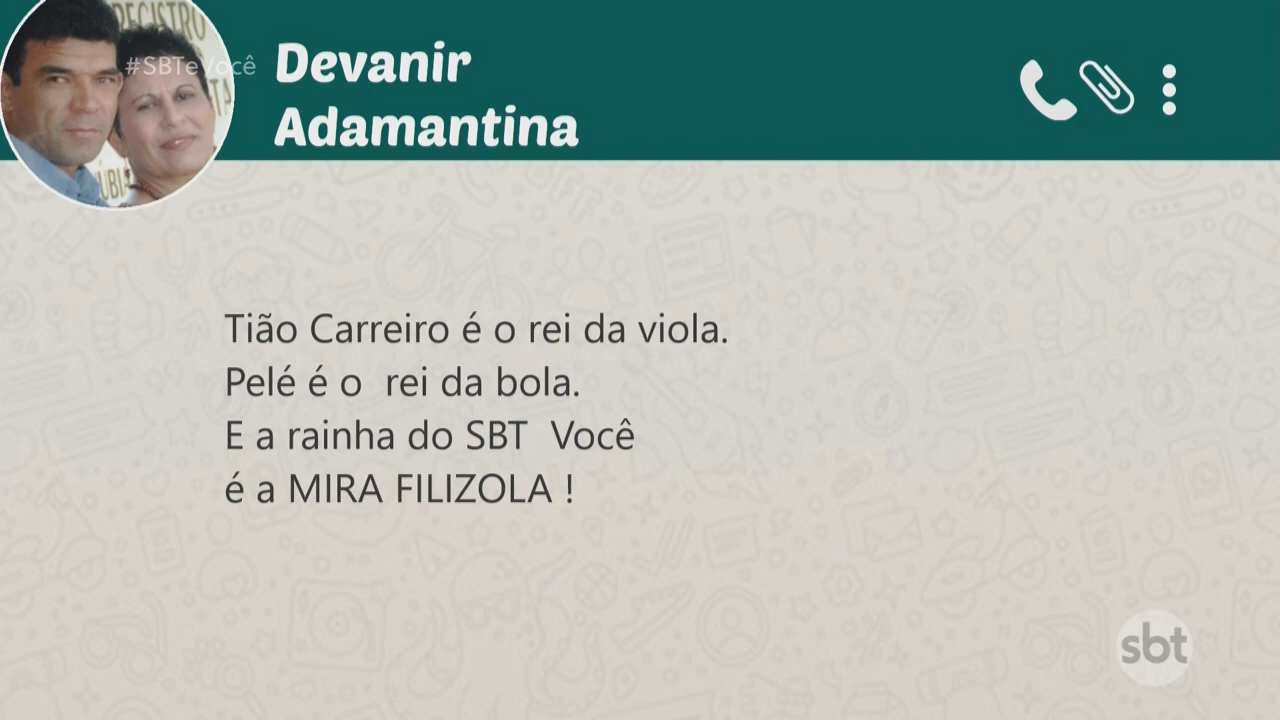 REGISTRO
#SBTeVocê
Devanir
Adamantina
Tião Carreiro é o rei da viola.
Pelé é o  rei da bola.
E a rainha do SBT  Você
é a MIRA FILIZOLA !
sbt